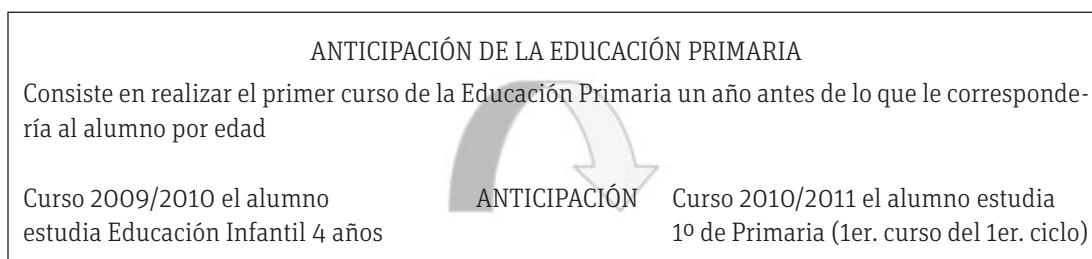 ANTICIPACIÓN DE LA EDUCACIÓN PRIMARIA
Consiste en realizar el primer curso de la Educación Primaria un año antes de lo que le corresponde-
ría al alumno por edad
Curso 2009/2010 el alumno
estudia Educación Infantil 4 años
ANTICIPACIÓN
Curso 2010/2011 el alumno estudia
1º de Primaria (1er. curso del 1er. ciclo)